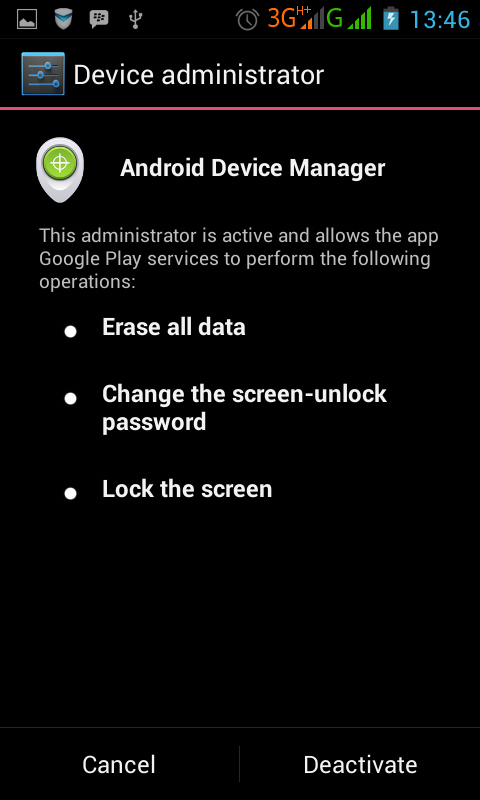 3G H+ G 13:46
Device administrator
Android Device Manager
This administrator is active and allows the app
Google Play services to perform the following
operations:
Erase all data
Change the screen-unlock
password
Lock the screen
Cancel Deactivate